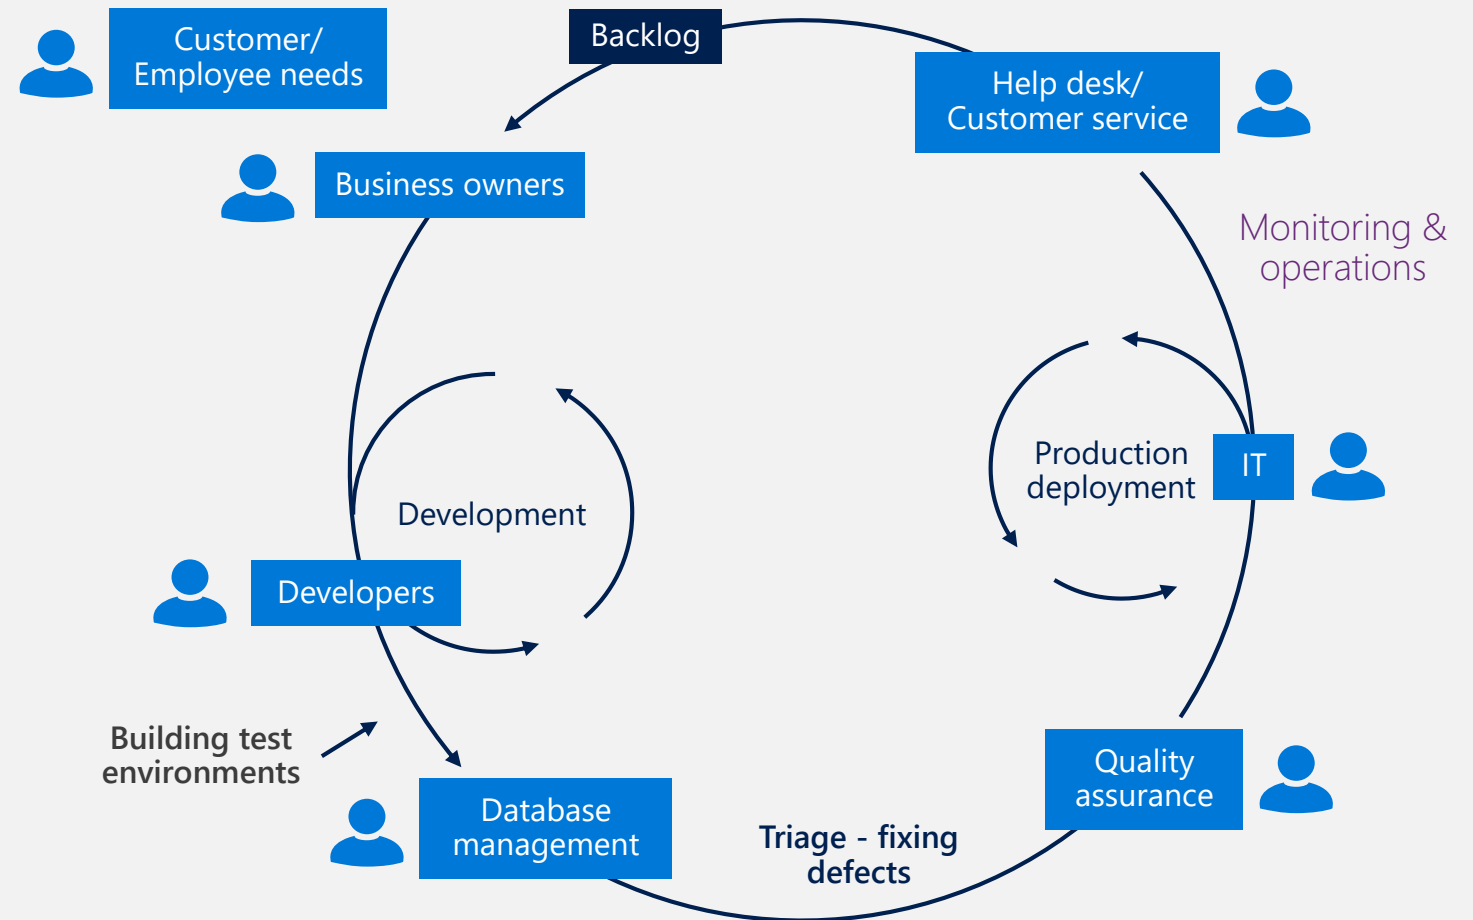 Customer/
Employee needs
Backlog
Help desk/
Customer service
Business owners
Monitoring &
operations
Production
deployment
IT
Development
Developers
Building test
environments
Quality
assurance
Database
management
Triage - fixing
defects